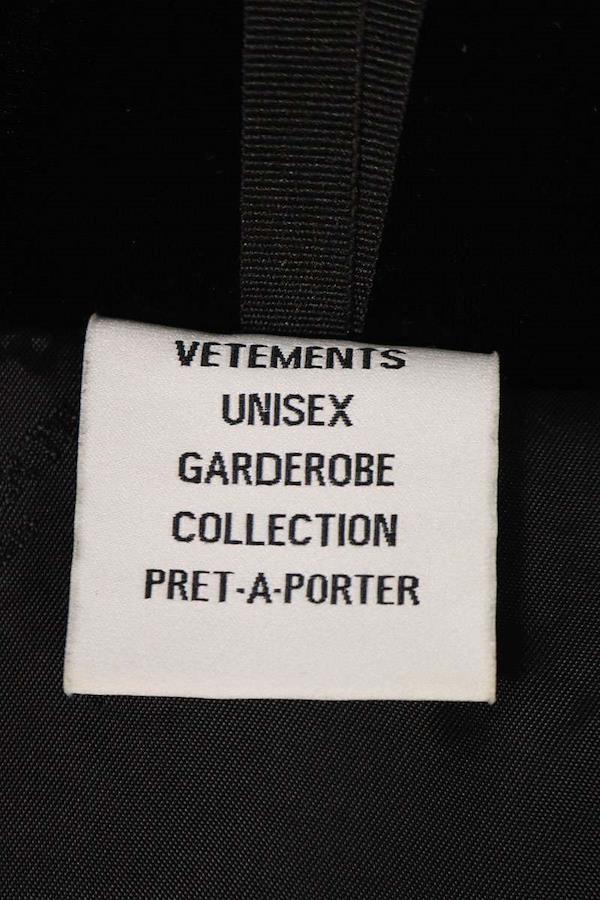 VETEMENTS
UNISEX
GARDEROBE
COLLECTION
PRET-A-PORTER